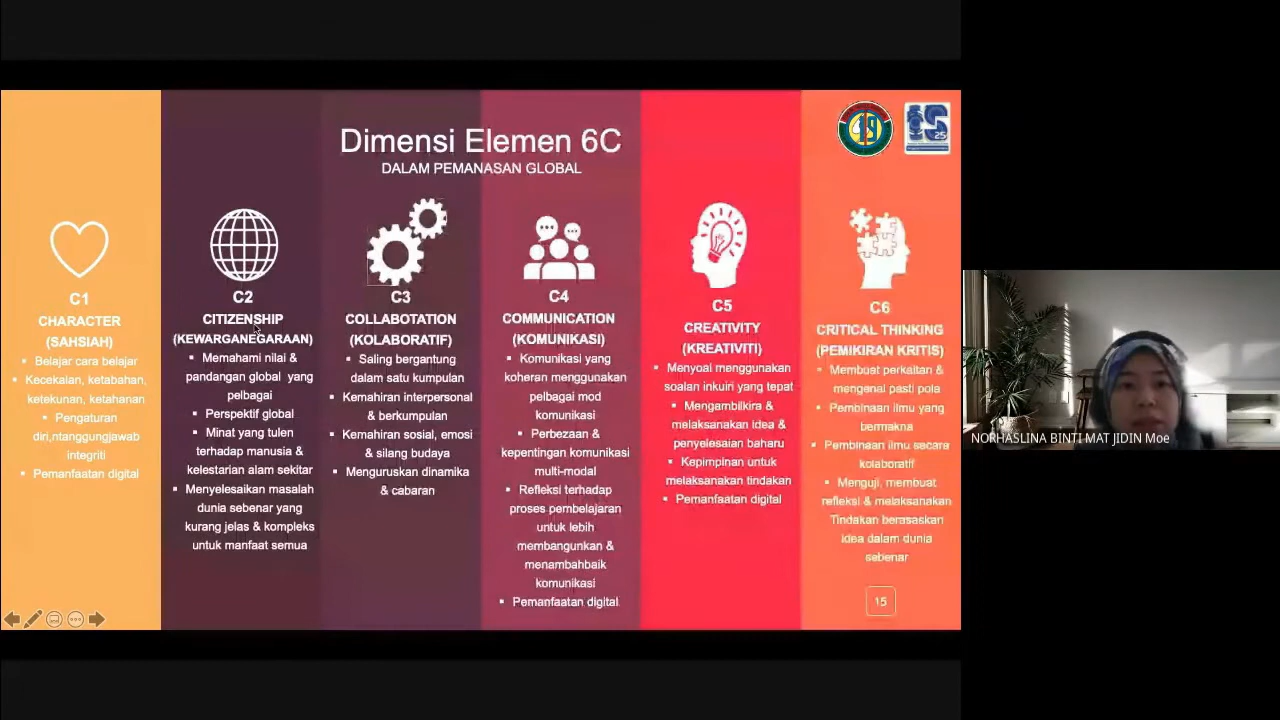 Dimensi Elemen 6C
DALAM PEMANASAN GLOBAL
C1
CHARACTER
(SAHSIAH)
▪ Belajar cara belajar
▪ Kecekalan, ketabahan,
ketekunan, ketahanan
▪ Pengaturan
diri,ntanggungjawab
integriti
▪ Pemanfaatan digital
C2
CITIZENSHIP
(KEWARGANEGARAAN)
▪ Memahami nilai &
pandangan global yang
pelbagai
▪ Perspektif global
▪ Minat yang tulen
terhadap manusia &
kelestarian alam sekitar
▪ Menyelesaikan masalah
dunia sebenar yang
kurang jelas & kompleks
untuk manfaat semua
C3
COLLABOTATION
(KOLABORATIF)
▪ Saling bergantung
dalam satu kumpulan
▪ Kemahiran interpersonal
& berkumpulan
▪ Kemahiran sosial, emosi
& silang budaya
▪ Menguruskan dinamika
& cabaran
C4
COMMUNICATION
(KOMUNIKASI)
▪ Komunikasi yang
koheran menggunakan
pelbagai mod
komunikasi
▪ Perbezaan &
kepentingan komunikasi
multi-modal
▪ Refleksi terhadap
proses pembelajaran
untuk lebih
membangunkan &
menambahbaik
komunikasi
▪ Pemanfaatan digital
C5
CREATIVITY
(KREATIVITI)
▪ Menyoal menggunakan
soalan inkuiri yang tepat
▪ Mengambilkira &
melaksanakan idea &
penyelesaian baharu
▪ Kepimpinan untuk
melaksanakan tindakan
▪ Pemanfaatan digital
C6
CRITICAL THINKING
(PEMIKIRAN KRITIS)
▪ Membuat perkaitan &
mengenal pasti pola
▪ Pembinaan ilmu yang
bermakna
▪ Pembinaan ilmu secara
kolaboratif
▪ Menguji, membuat
refleksi & melaksanakan
Tindakan berasaskan
idea dalam dunia
sebenar
15
NORHASLINA BINTI MAT JIDIN Moe